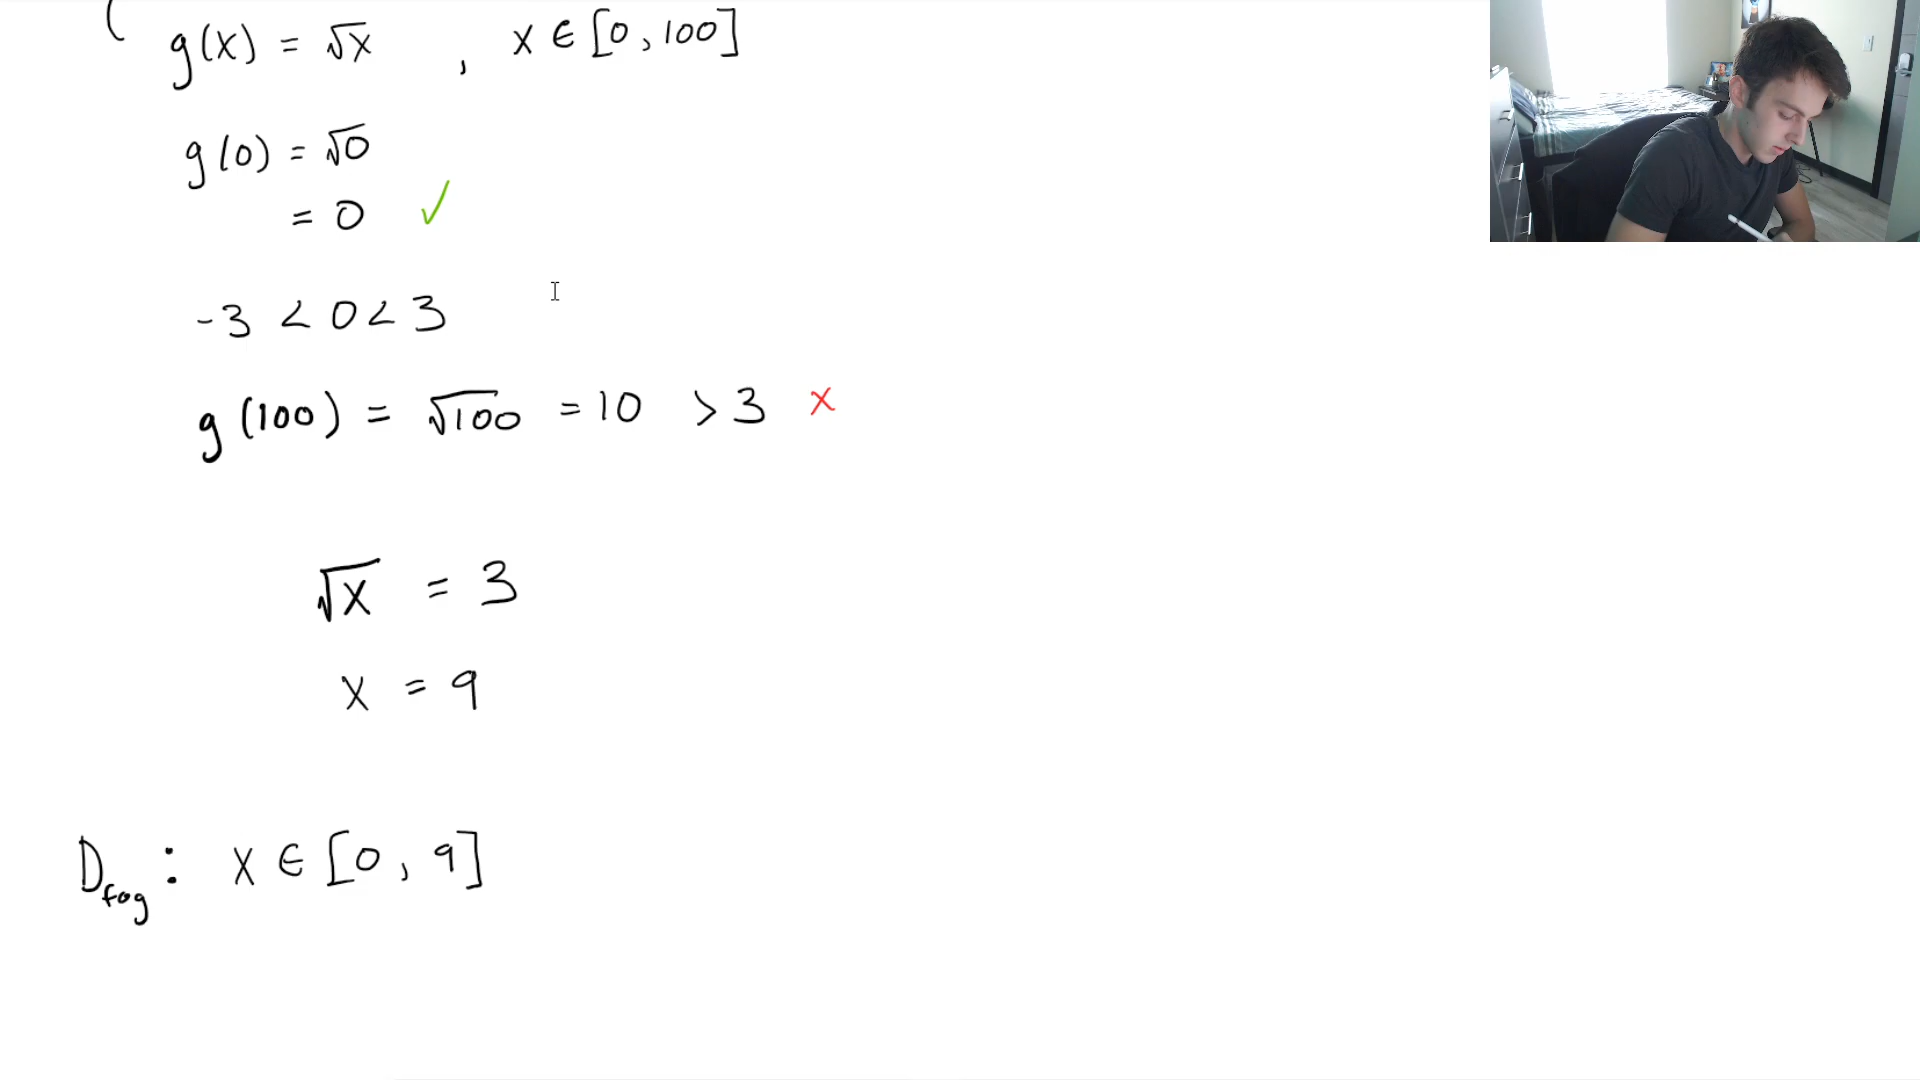 g(x) = √x , x ∈ [0, 100]
g(0) = √0
= 0 ✓
-3 < 0 < 3
g(100) = √100 = 10 > 3 x
√x = 3
x = 9
D_fog : x ∈ [0, 9]